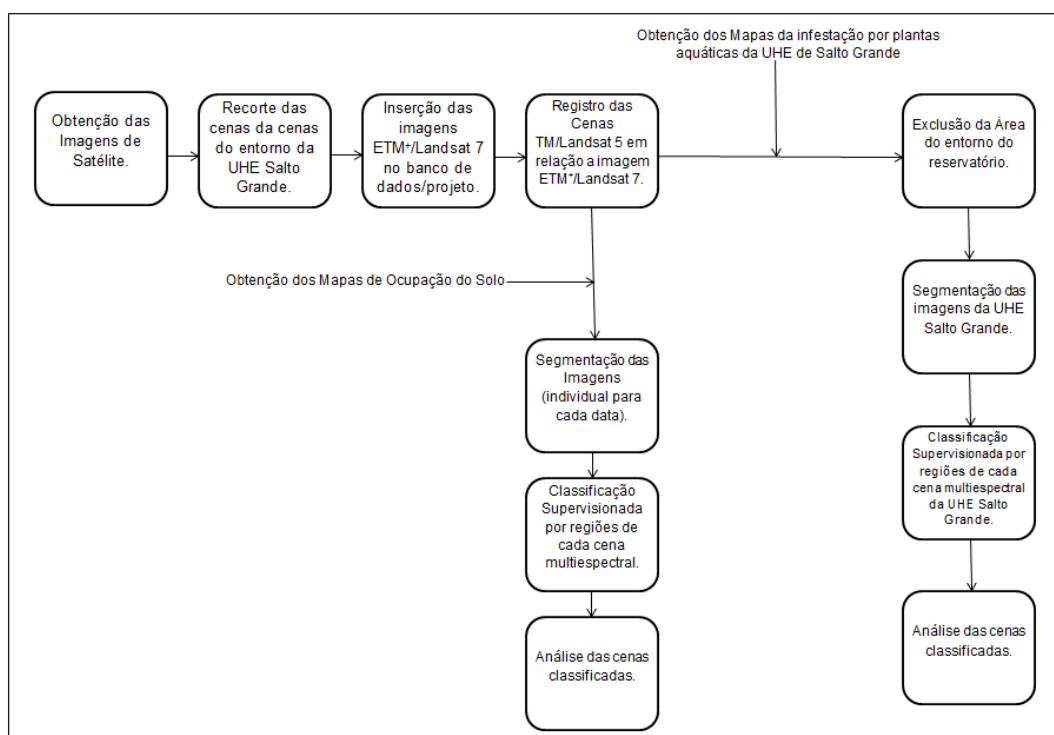 Obtenção dos Mapas da infestação por plantas
aquáticas da UHE de Salto Grande
Obtenção das
Imagens de
Satélite.
Recorte das
cenas da cenas
do entorno da
UHE Salto
Grande.
Inserção das
imagens
ETM⁺/Landsat 7
no banco de
dados/projeto.
Registro das
Cenas
TM/Landsat 5 em
relação a imagem
ETM⁺/Landsat 7.
Exclusão da Área
do entorno do
reservatório.
Obtenção dos Mapas de Ocupação do Solo
Segmentação das
Imagens
(individual para
cada data).
Classificação
Supervisionada
por regiões de
cada cena
multiespectral.
Análise das cenas
classificadas.
Segmentação das
imagens da UHE
Salto Grande.
Classificação
Supervisionada por
regiões de cada
cena multiespectral
da UHE Salto
Grande.
Análise das cenas
classificadas.